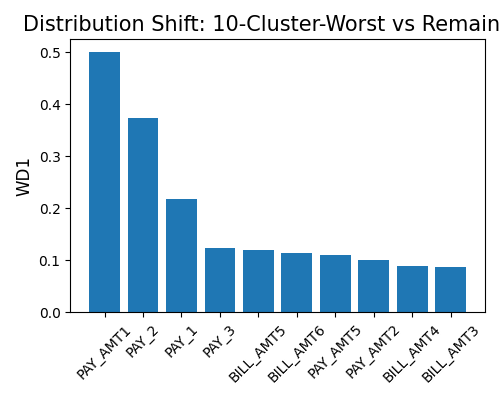 Distribution Shift: 10-Cluster-Worst vs Remain
0.5
0.4
0.3
0.2
0.1
0.0
WD1
PAY_AMT1
PAY_2
PAY_1
PAY_3
BILL_AMT5
BILL_AMT6
PAY_AMT5
PAY_AMT2
BILL_AMT4
BILL_AMT3